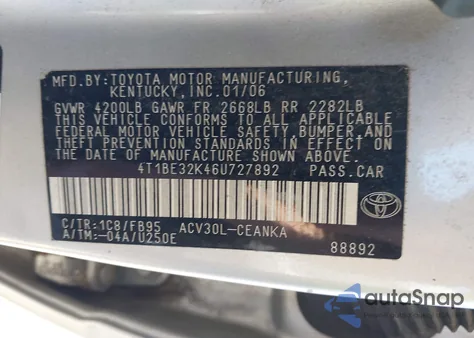 MFD.BY:TOYOTA MOTOR MANUFACTURING,
KENTUCKY,INC.01/06
GVWR 4200LB GAWR FR 2668LB RR 2282LB
THIS VEHICLE CONFORMS TO ALL APPLICABLE
FEDERAL MOTOR VEHICLE SAFETY,BUMPER,AND
THEFT PREVENTION STANDARDS IN EFFECT ON
THE DATE OF MANUFACTURE SHOWN ABOVE.
4T1BE32K46U727892 PASS.CAR
C/TR:1C8/FB95 ACV30L-CEANKA
A/TM:-04A/U250E
88892
autoSnap